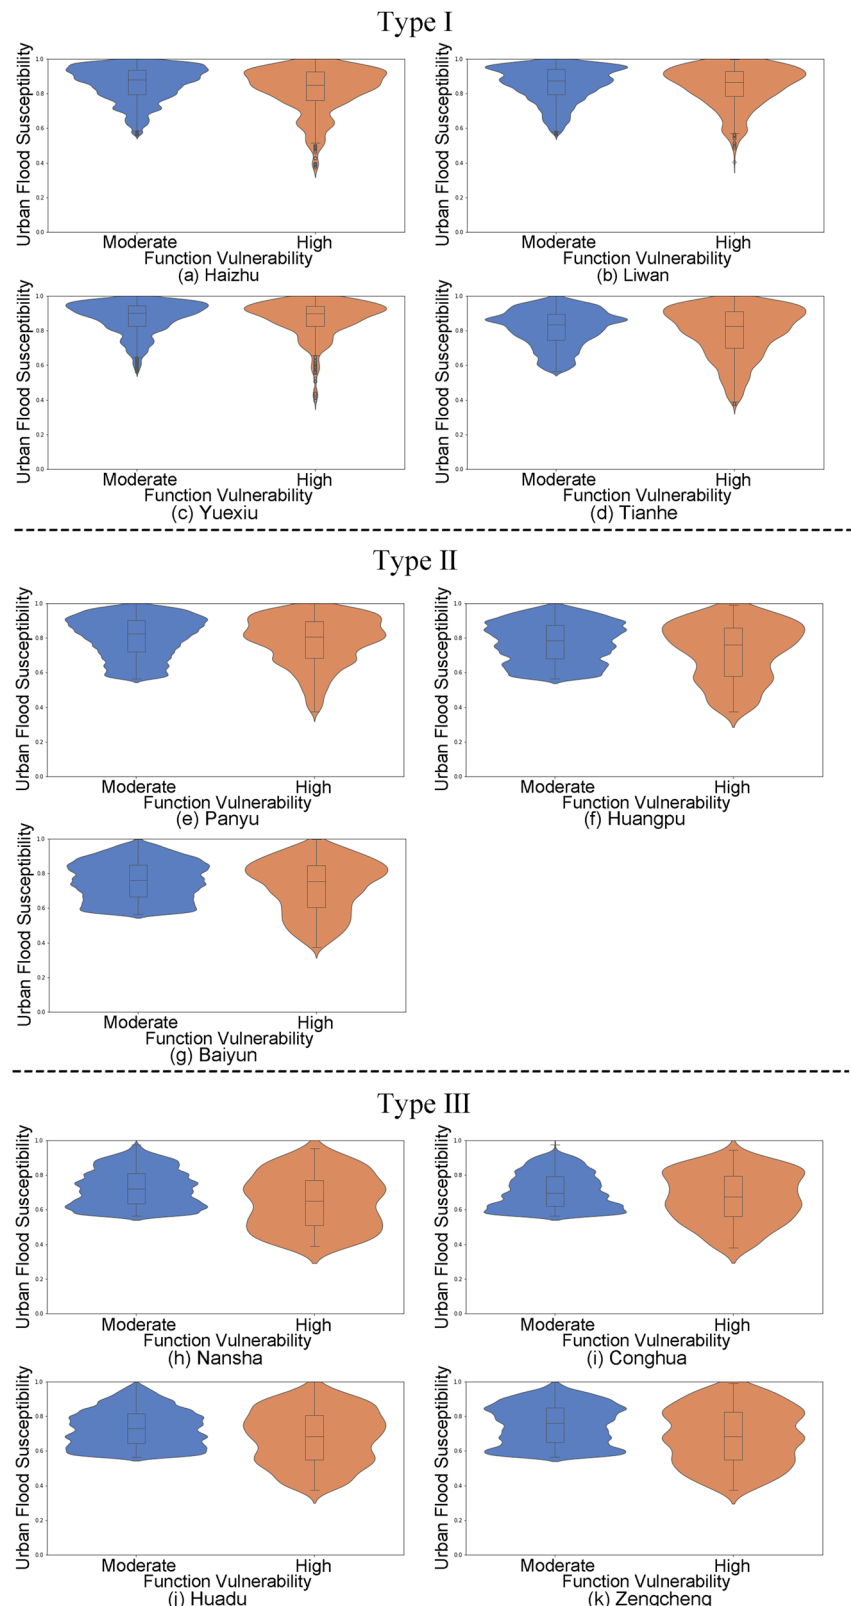 Type I
Urban Flood Susceptibility
1.0
0.8
0.6
0.4
0.2
0.0
Moderate High
Function Vulnerability
(a) Haizhu
Urban Flood Susceptibility
1.0
0.8
0.6
0.4
0.2
0.0
Moderate High
Function Vulnerability
(b) Liwan
Urban Flood Susceptibility
1.0
0.8
0.6
0.4
0.2
0.0
Moderate High
Function Vulnerability
(c) Yuexiu
Urban Flood Susceptibility
1.0
0.8
0.6
0.4
0.2
0.0
Moderate High
Function Vulnerability
(d) Tianhe
Type II
Urban Flood Susceptibility
1.0
0.8
0.6
0.4
0.2
0.0
Moderate High
Function Vulnerability
(e) Panyu
Urban Flood Susceptibility
1.0
0.8
0.6
0.4
0.2
0.0
Moderate High
Function Vulnerability
(f) Huangpu
Urban Flood Susceptibility
1.0
0.8
0.6
0.4
0.2
0.0
Moderate High
Function Vulnerability
(g) Baiyun
Type III
Urban Flood Susceptibility
1.0
0.8
0.6
0.4
0.2
0.0
Moderate High
Function Vulnerability
(h) Nansha
Urban Flood Susceptibility
1.0
0.8
0.6
0.4
0.2
0.0
Moderate High
Function Vulnerability
(i) Conghua
Urban Flood Susceptibility
1.0
0.8
0.6
0.4
0.2
0.0
Moderate High
Function Vulnerability
(j) Huadu
Urban Flood Susceptibility
1.0
0.8
0.6
0.4
0.2
0.0
Moderate High
Function Vulnerability
(k) Zengcheng